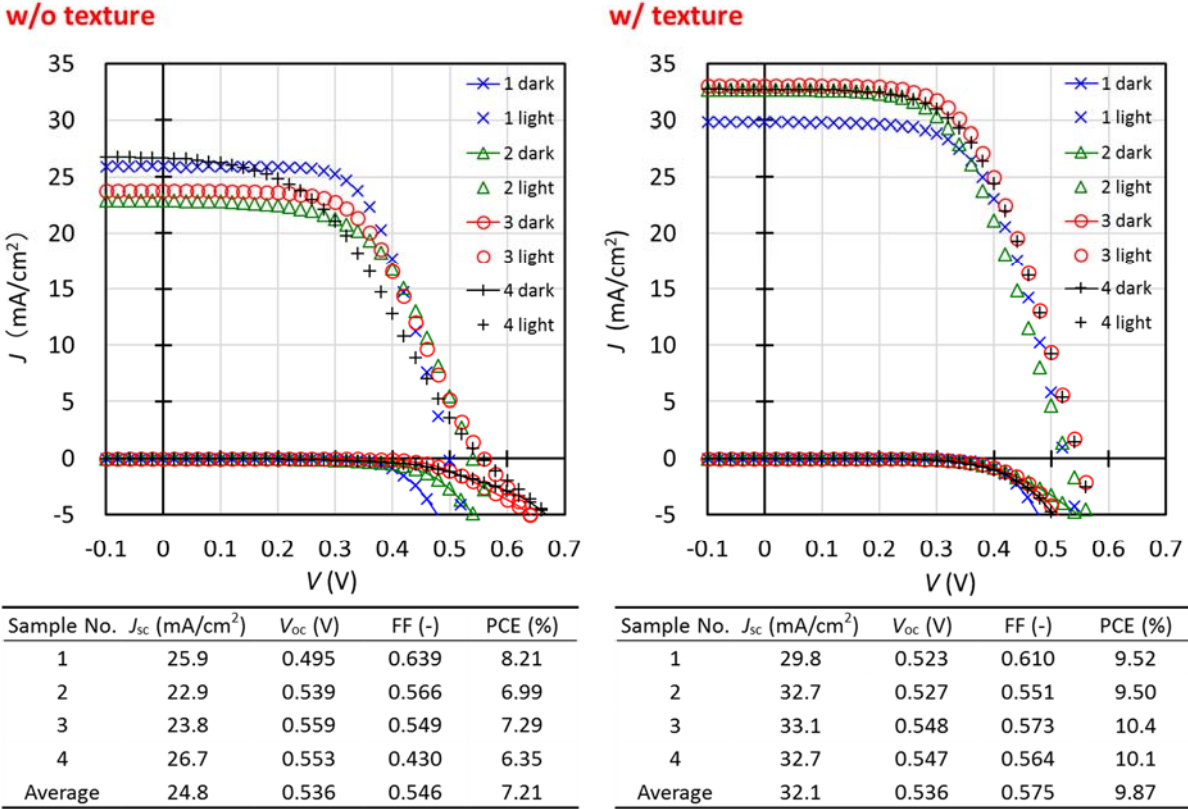 w/o texture
35
30
25
20
15
10
5
0
-5
-0.1 0 0.1 0.2 0.3 0.4 0.5 0.6 0.7
J (mA/cm²)
V (V)
1 dark
1 light
2 dark
2 light
3 dark
3 light
4 dark
4 light
Sample No. Jsc (mA/cm²) Voc (V) FF (-) PCE (%)
1 25.9 0.495 0.639 8.21
2 22.9 0.539 0.566 6.99
3 23.8 0.559 0.549 7.29
4 26.7 0.553 0.430 6.35
Average 24.8 0.536 0.546 7.21
w/ texture
35
30
25
20
15
10
5
0
-5
-0.1 0 0.1 0.2 0.3 0.4 0.5 0.6 0.7
J (mA/cm²)
V (V)
1 dark
1 light
2 dark
2 light
3 dark
3 light
4 dark
4 light
Sample No. Jsc (mA/cm²) Voc (V) FF (-) PCE (%)
1 29.8 0.523 0.610 9.52
2 32.7 0.527 0.551 9.50
3 33.1 0.548 0.573 10.4
4 32.7 0.547 0.564 10.1
Average 32.1 0.536 0.575 9.87